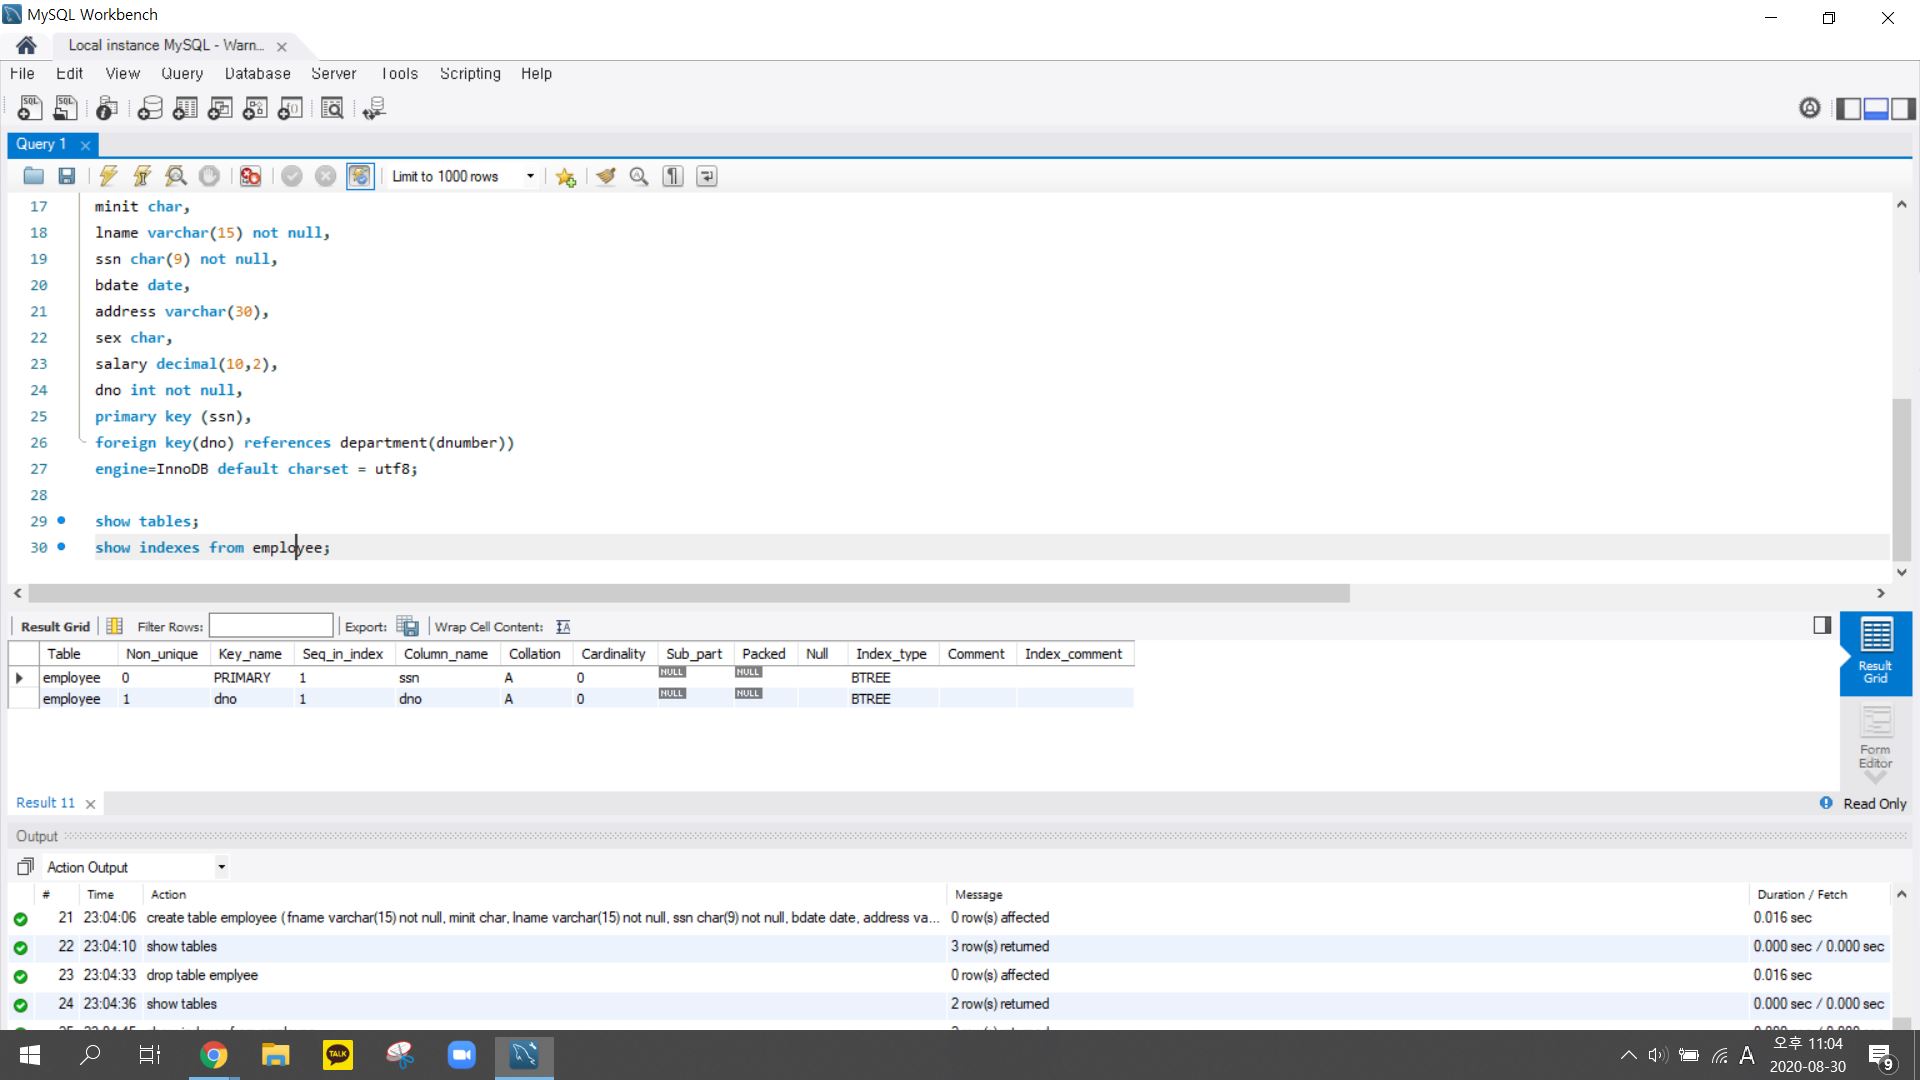 MySQL Workbench
Local instance MySQL - Warn...
File Edit View Query Database Server Tools Scripting Help
Query 1
Limit to 1000 rows
17 minit char,
18 lname varchar(15) not null,
19 ssn char(9) not null,
20 bdate date,
21 address varchar(30),
22 sex char,
23 salary decimal(10,2),
24 dno int not null,
25 primary key (ssn),
26 foreign key(dno) references department(dnumber))
27 engine=InnoDB default charset = utf8;
28
29 show tables;
30 show indexes from employee;
Result Grid Filter Rows: Export: Wrap Cell Content: IA
Table Non_unique Key_name Seq_in_index Column_name Collation Cardinality Sub_part Packed Null Index_type Comment Index_comment
employee 0 PRIMARY 1 ssn A 0 NULL NULL BTREE
employee 1 dno 1 dno A 0 NULL NULL BTREE
Result Grid
Form Editor
Result 11
Read Only
Output
Action Output
# Time Action Message Duration / Fetch
21 23:04:06 create table employee ( fname varchar(15) not null, minit char, lname varchar(15) not null, ssn char(9) not null, bdate date, address va... 0 row(s) affected 0.016 sec
22 23:04:10 show tables 3 row(s) returned 0.000 sec / 0.000 sec
23 23:04:33 drop table emplyee 0 row(s) affected 0.016 sec
24 23:04:36 show tables 2 row(s) returned 0.000 sec / 0.000 sec
TALK
A
오후 11:04
2020-08-30
9